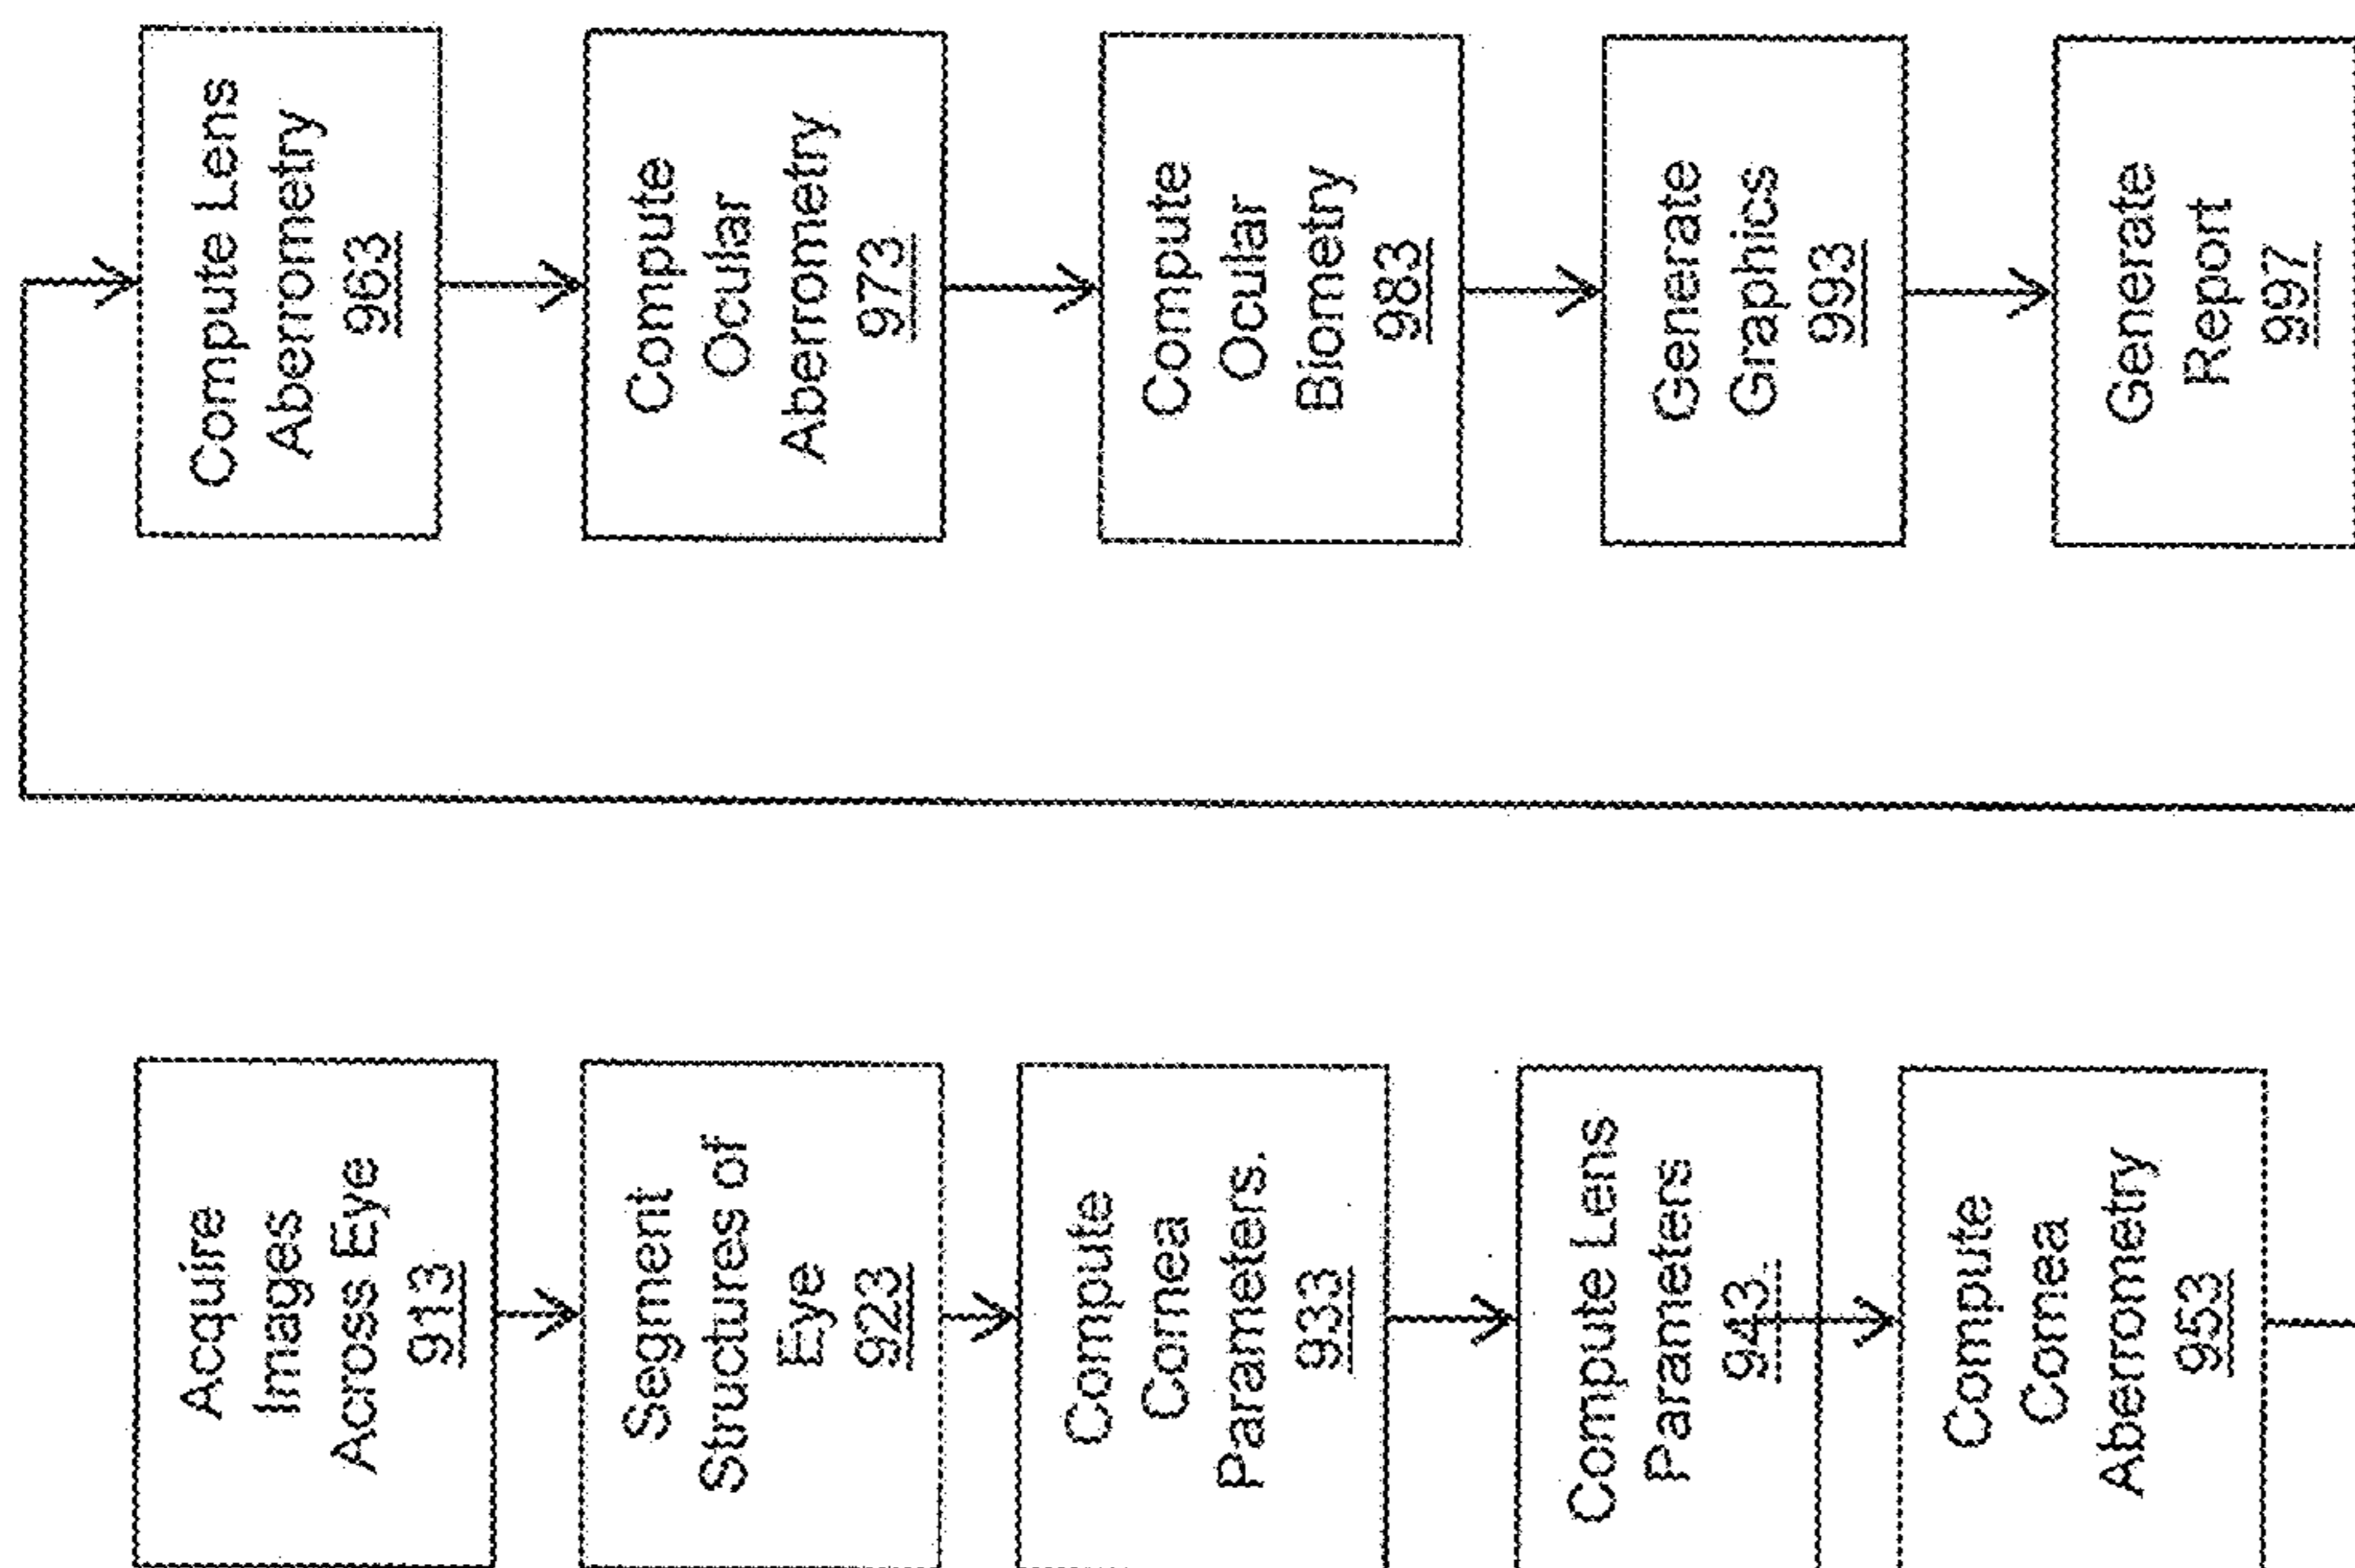 Acquire
Images
Across Eye
913
Segment
Structures of
Eye
923
Compute
Cornea
Parameters.
933
Compute Lens
Parameters
943
Compute
Cornea
Aberrometry
953
Compute Lens
Aberrometry
963
Compute
Ocular
Aberrometry
973
Compute
Ocular
Biometry
983
Generate
Graphics
993
Generate
Report
997